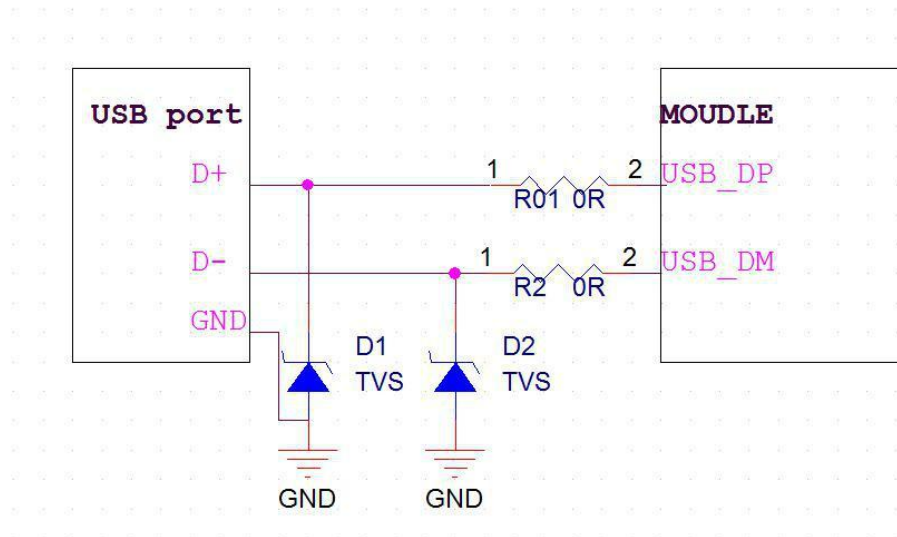 USB port
MOUDLE
D+
1
2
USB_DP
R01 0R
D-
1
2
USB_DM
R2 0R
GND
D1
TVS
D2
TVS
GND
GND